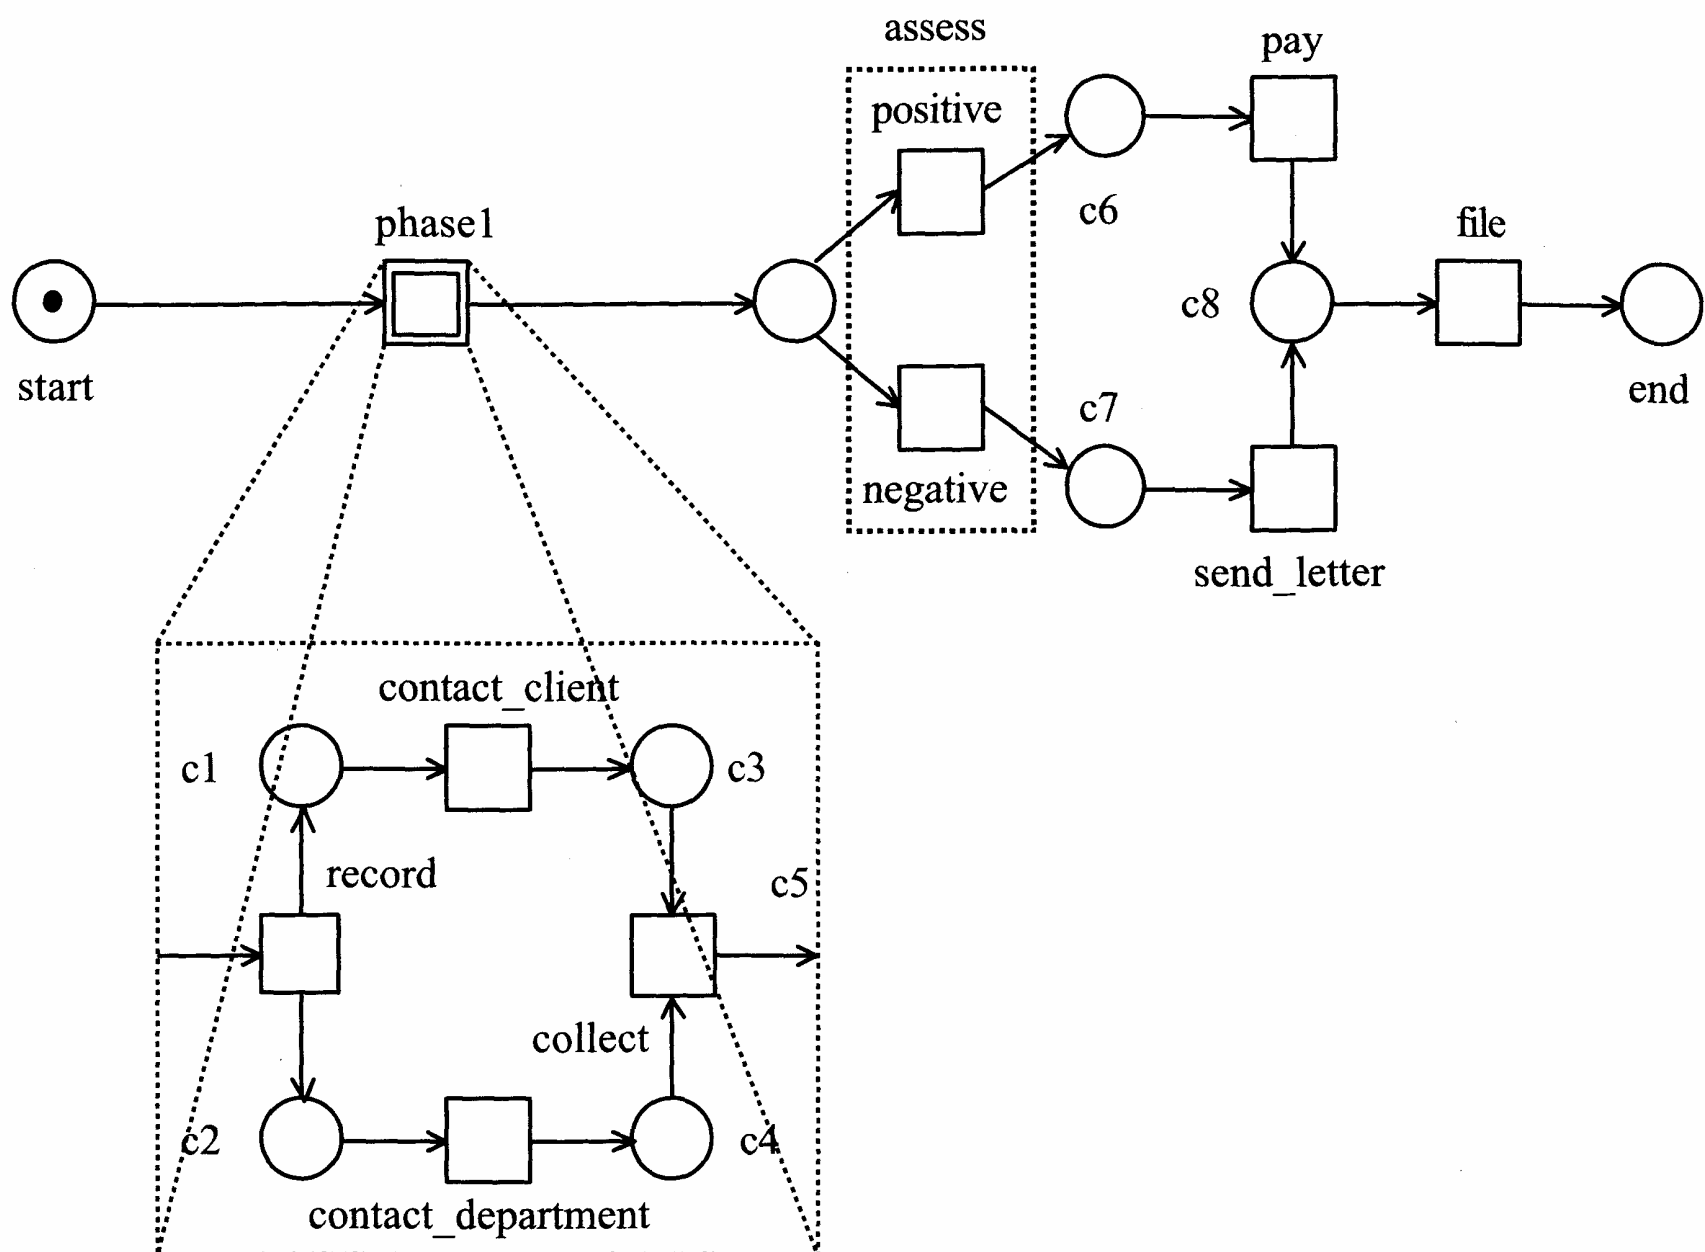 assess
pay
positive
c6
phase1
file
c8
start
end
c7
negative
send_letter
contact_client
c1
c3
record
c5
collect
c2
c4
contact_department